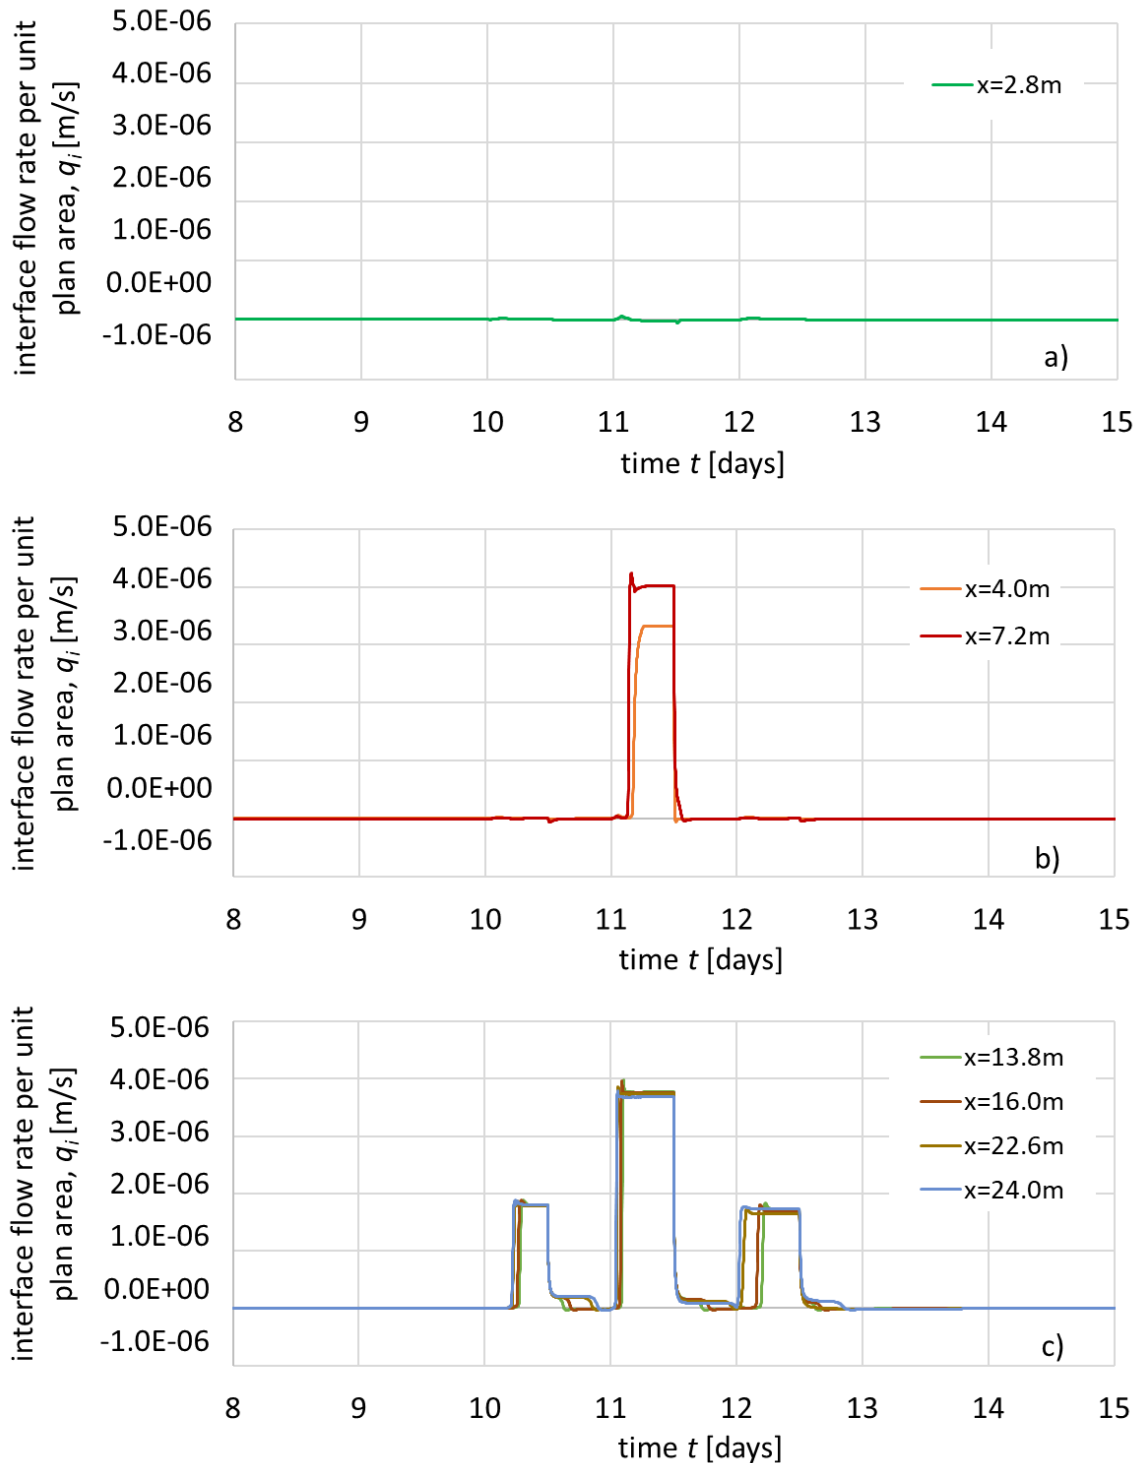 interface flow rate per unit
plan area, qi [m/s]
5.0E-06
4.0E-06
3.0E-06
2.0E-06
1.0E-06
0.0E+00
-1.0E-06
x=2.8m
a)
8 9 10 11 12 13 14 15
time t [days]
interface flow rate per unit
plan area, qi [m/s]
5.0E-06
4.0E-06
3.0E-06
2.0E-06
1.0E-06
0.0E+00
-1.0E-06
x=4.0m
x=7.2m
b)
8 9 10 11 12 13 14 15
time t [days]
interface flow rate per unit
plan area, qi [m/s]
5.0E-06
4.0E-06
3.0E-06
2.0E-06
1.0E-06
0.0E+00
-1.0E-06
x=13.8m
x=16.0m
x=22.6m
x=24.0m
c)
8 9 10 11 12 13 14 15
time t [days]